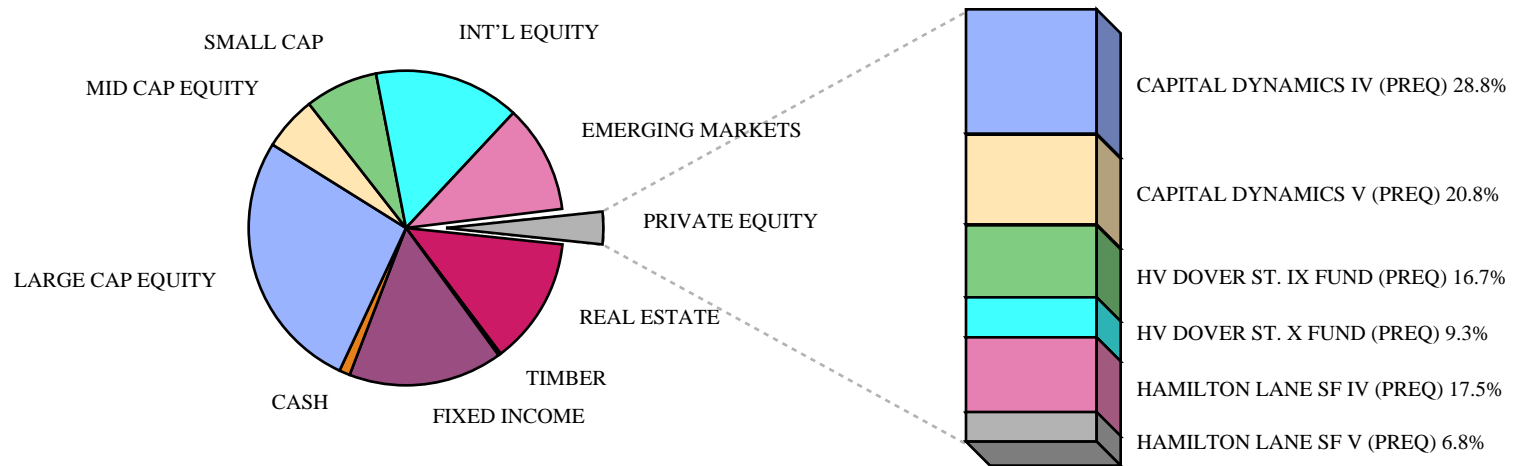 INT'L EQUITY
SMALL CAP
MID CAP EQUITY
EMERGING MARKETS
PRIVATE EQUITY
LARGE CAP EQUITY
REAL ESTATE
TIMBER
CASH
FIXED INCOME
CAPITAL DYNAMICS IV (PREQ) 28.8%
CAPITAL DYNAMICS V (PREQ) 20.8%
HV DOVER ST. IX FUND (PREQ) 16.7%
HV DOVER ST. X FUND (PREQ) 9.3%
HAMILTON LANE SF IV (PREQ) 17.5%
HAMILTON LANE SF V (PREQ) 6.8%